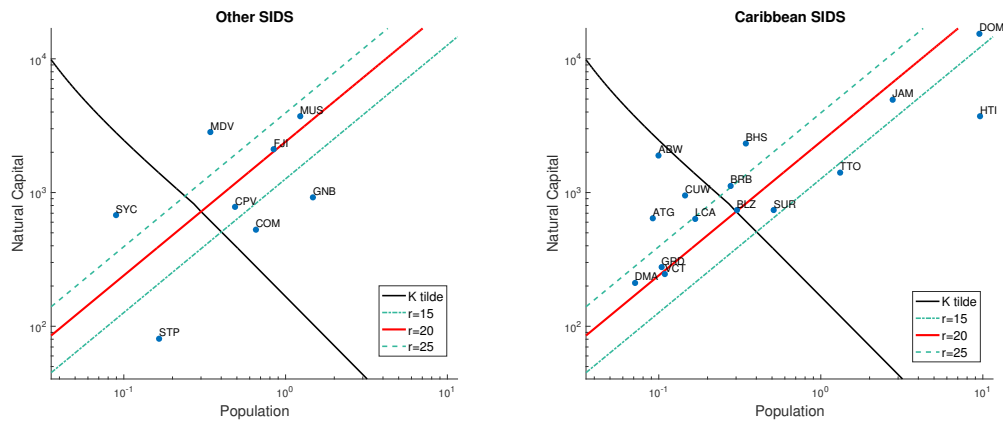 Other SIDS
Natural Capital
10^4
10^3
10^2
MDV
MUS
FJI
GNB
CPV
SYC
COM
STP
K tilde
r=15
r=20
r=25
10^-1
10^0
10^1
Population
Caribbean SIDS
Natural Capital
10^4
10^3
10^2
DOM
JAM
HTI
BHS
ABW
TTO
BRB
CUW
BLZ
SUR
ATG
LCA
GRD
VCT
DMA
K tilde
r=15
r=20
r=25
10^-1
10^0
10^1
Population